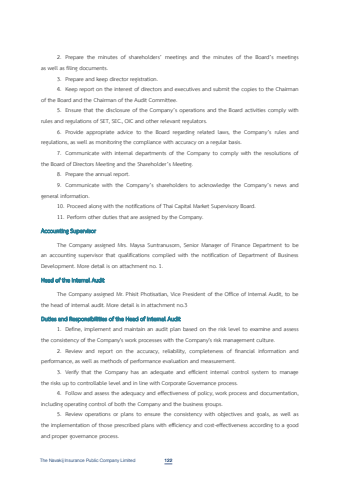 2. Prepare the minutes of shareholders' meetings and the minutes of the Board's meetings
as well as filing documents.
3. Prepare and keep director registration.
4. Keep report on the interest of directors and executives and submit the copies to the Chairman
of the Board and the Chairman of the Audit Committee.
5. Ensure that the disclosure of the Company's operations and the Board activities comply with
rules and regulations of SET, SEC, OIC and other relevant regulators.
6. Provide appropriate advice to the Board regarding related laws, the Company's rules and
regulations, as well as monitoring the compliance with accuracy on a regular basis.
7. Communicate with internal departments of the Company to comply with the resolutions of
the Board of Directors Meeting and the Shareholder's Meeting.
8. Prepare the annual report.
9. Communicate with the Company's shareholders to acknowledge the Company's news and
general information.
10. Proceed along with the notifications of Thai Capital Market Supervisory Board.
11. Perform other duties that are assigned by the Company.
Accounting Supervisor
The Company assigned Mrs. Maysa Suntranusorn, Senior Manager of Finance Department to be
an accounting supervisor that qualifications complied with the notification of Department of Business
Development. More detail is on attachment no. 1.
Head of the Internal Audit
The Company assigned Mr. Phisit Photisatian, Vice President of the Office of Internal Audit, to be
the head of internal audit. More detail is in attachment no.3
Duties and Responsibilities of the Head of Internal Audit
1. Define, implement and maintain an audit plan based on the risk level to examine and assess
the consistency of the Company's work processes with the Company's risk management culture.
2. Review and report on the accuracy, reliability, completeness of financial information and
performance, as well as methods of performance evaluation and measurement.
3. Verify that the Company has an adequate and efficient internal control system to manage
the risks up to controllable level and in line with Corporate Governance process.
4. Follow and assess the adequacy and effectiveness of policy, work process and documentation,
including operating control of both the Company and the business groups.
5. Review operations or plans to ensure the consistency with objectives and goals, as well as
the implementation of those prescribed plans with efficiency and cost-effectiveness according to a good
and proper governance process.
The Navakij Insurance Public Company Limited